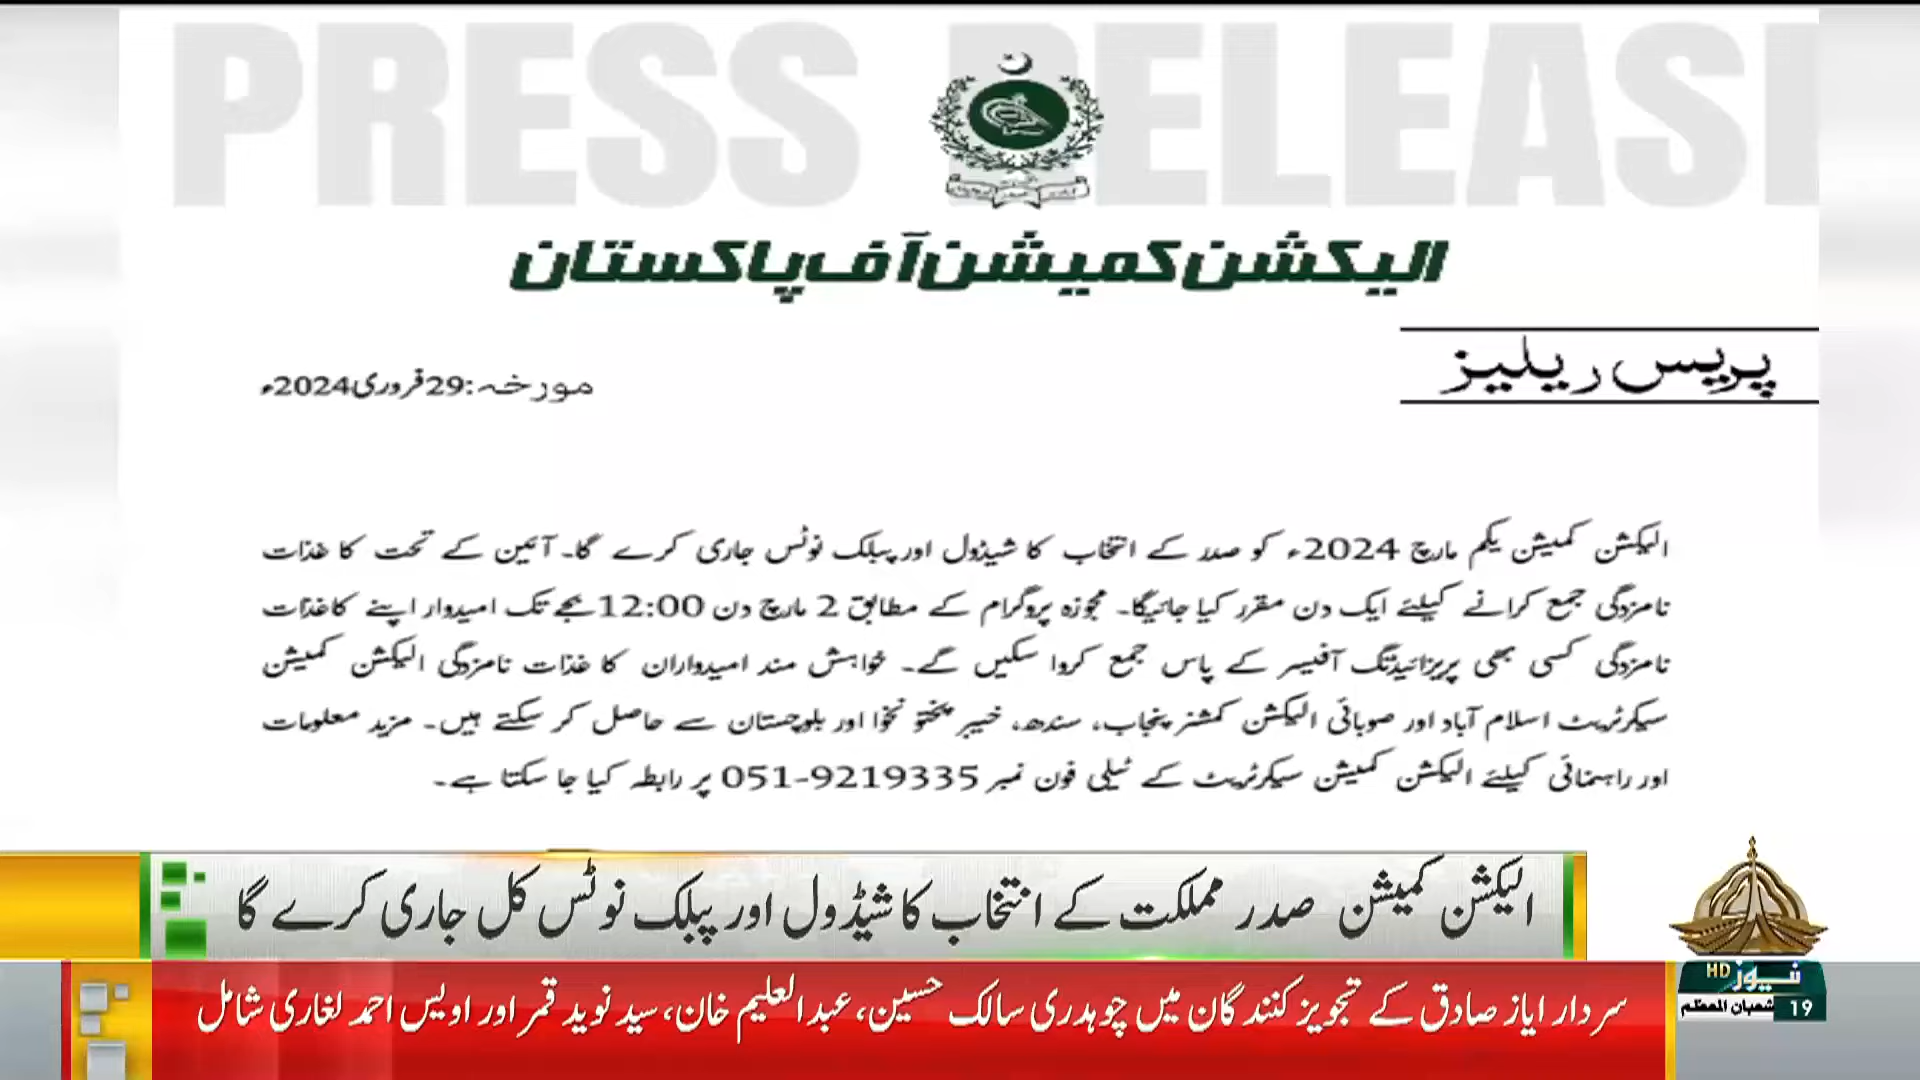 PRESS RELEASE
الیکشن کمیشن آف پاکستان
پریس ریلیز
مورخہ:29فروری2024ء
الیکشن کمیشن یکم مارچ 2024ء کو صدر کے انتخاب کا شیڈول اور پبلک نوٹس جاری کرے گا۔ آئین کے تحت کا غذات
نامزدگی جمع کرانے کیلئے ایک دن مقرر کیا جائیگا۔ مجوزہ پروگرام کے مطابق 2 مارچ دن 12:00 بجے تک امیدوار اپنے کاغذات
نامزدگی کسی بھی پریزائیڈنگ آفیسر کے پاس جمع کروا سکیں گے۔ خواہش مند امیدواران کا غذات نامزدگی الیکشن کمیشن
سیکرٹریٹ اسلام آباد اور صوبائی الیکشن کمشنر پنجاب، سندھ، خیبر پختو نخوا اور بلوچستان سے حاصل کر سکتے ہیں۔ مزید معلومات
اور راہنمائی کیلئے الیکشن کمیشن سیکرٹریٹ کے ٹیلی فون نمبر 051-9219335 پر رابطہ کیا جا سکتا ہے۔
الیکشن کمیشن صدر مملکت کے انتخاب کا شیڈول اور پبلک نوٹس کل جاری کرے گا
سردار ایاز صادق کے تجویز کنندگان میں چوہدری سالک حسین، عبدالعلیم خان، سید نوید قمر اور اویس احمد لغاری شامل
نیوز HD
19 شعبان المعظم